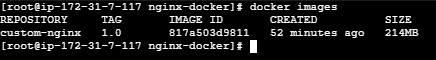 [root@ip-172-31-7-117 nginx-docker]# docker images
REPOSITORY TAG IMAGE ID CREATED SIZE
custom-nginx 1.0 817a503d9811 52 minutes ago 214MB
[root@ip-172-31-7-117 nginx-docker]#